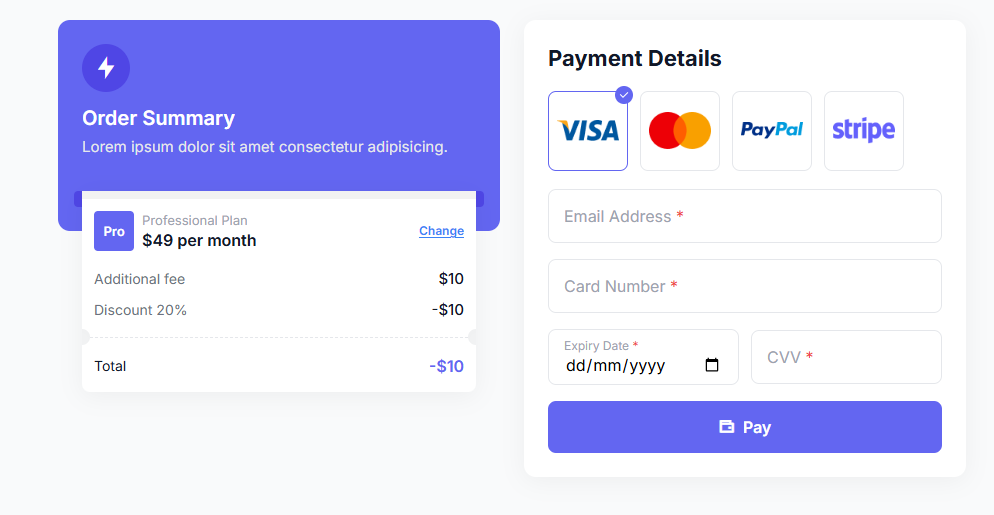 Order Summary
Lorem ipsum dolor sit amet consectetur adipisicing.
Pro
Professional Plan
$49 per month
Change
Additional fee
$10
Discount 20%
-$10
Total
-$10
Payment Details
VISA
PayPal
stripe
Email Address *
Card Number *
Expiry Date *
dd/mm/yyyy
CVV *
Pay